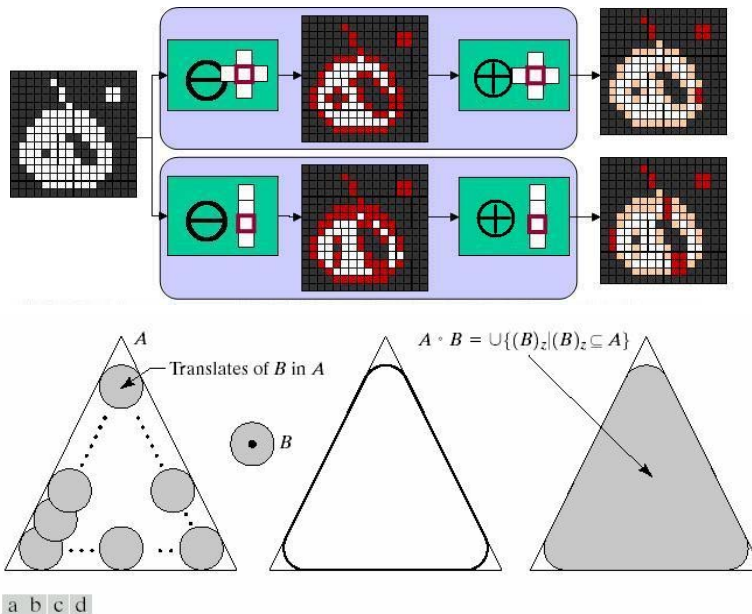 A
Translates of B in A
B
A ∘ B = ∪{(B)z|(B)z ⊆ A}
a b c d